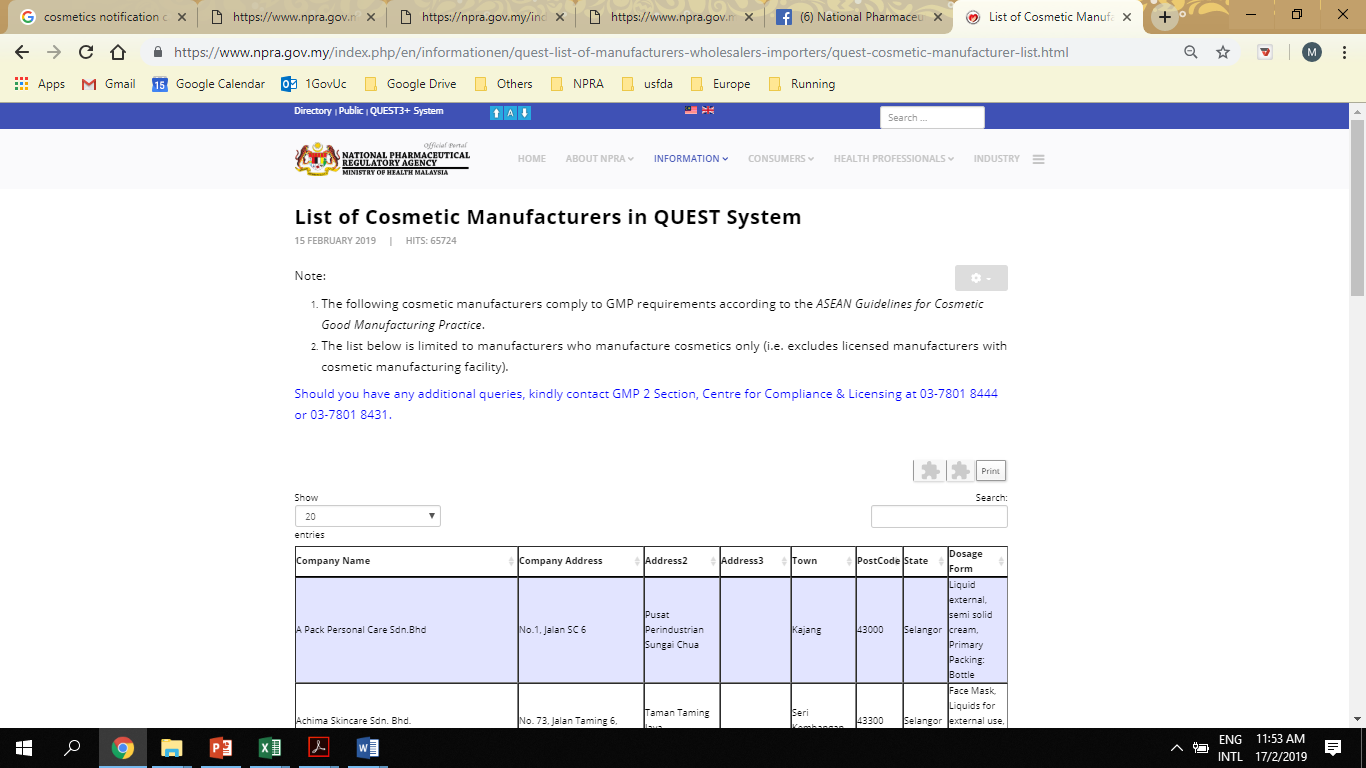 cosmetics notification c
https://www.npra.gov.n
https://npra.gov.my/ind
https://www.npra.gov.m
(6) National Pharmaceu
List of Cosmetic Manufa
https://www.npra.gov.my/index.php/en/informationen/quest-list-of-manufacturers-wholesalers-importers/quest-cosmetic-manufacturer-list.html
M
Apps Gmail Google Calendar 1GovUc Google Drive Others NPRA usfda Europe Running
Directory | Public | QUEST3+ System
A
Search ...
Official Portal
NATIONAL PHARMACEUTICAL
REGULATORY AGENCY
MINISTRY OF HEALTH MALAYSIA
HOME ABOUT NPRA INFORMATION CONSUMERS HEALTH PROFESSIONALS INDUSTRY
List of Cosmetic Manufacturers in QUEST System
15 FEBRUARY 2019 | HITS: 65724
Note:
1. The following cosmetic manufacturers comply to GMP requirements according to the ASEAN Guidelines for Cosmetic
Good Manufacturing Practice.
2. The list below is limited to manufacturers who manufacture cosmetics only (i.e. excludes licensed manufacturers with
cosmetic manufacturing facility).
Should you have any additional queries, kindly contact GMP 2 Section, Centre for Compliance & Licensing at 03-7801 8444
or 03-7801 8431.
Print
Show
20
entries
Search:
Company Name Company Address Address2 Address3 Town PostCode State Dosage
Form
A Pack Personal Care Sdn.Bhd
No.1, Jalan SC 6
Pusat
Perindustrian
Sungai Chua
Kajang
43000
Selangor
Liquid
external,
semi solid
cream,
Primary
Packing:
Bottle
Achima Skincare Sdn. Bhd.
No. 73, Jalan Taming 6,
Taman Taming
Jaya
Seri
Kembangan
43300
Selangor
Face Mask,
Liquids for
external use,
ENG
INTL
11:53 AM
17/2/2019